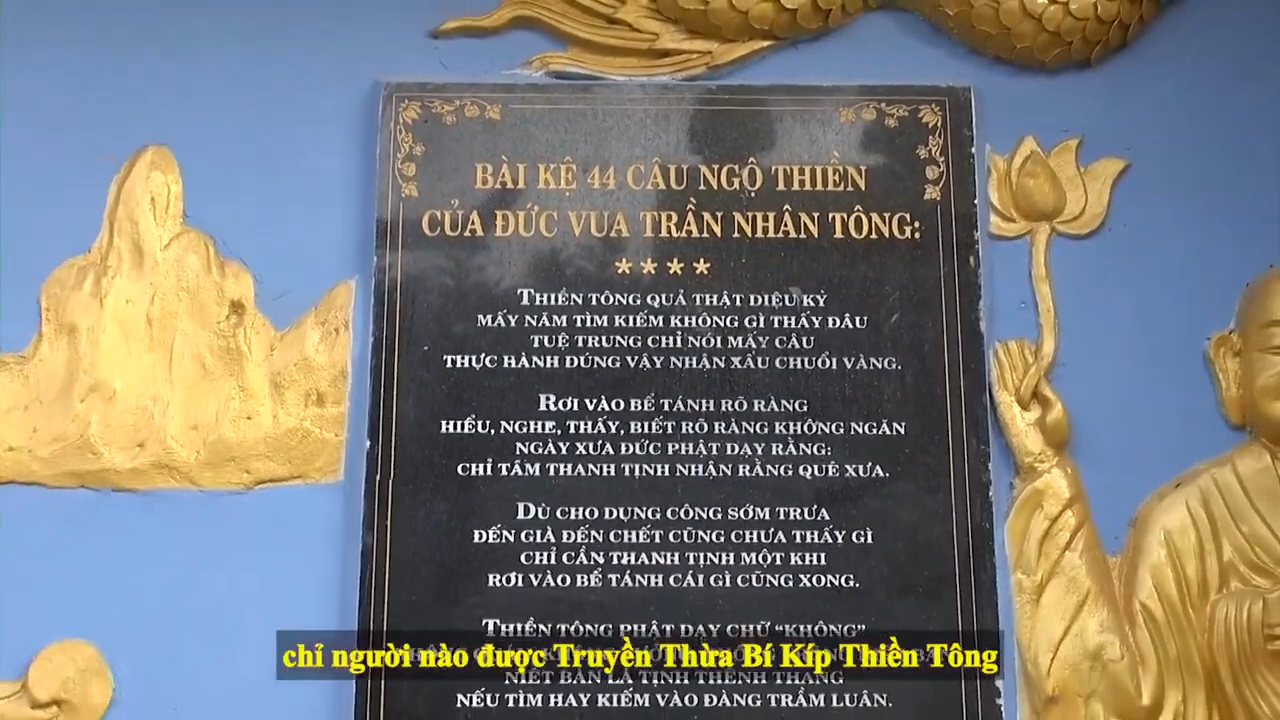 BÀI KỆ 44 CÂU NGỘ THIỀN
CỦA ĐỨC VUA TRẦN NHÂN TÔNG:
****
THIỀN TÔNG QUẢ THẬT DIỆU KỲ
MẤY NĂM TÌM KIẾM KHÔNG GÌ THẤY ĐÂU
TUỆ TRUNG CHỈ NÓI MẤY CÂU
THỰC HÀNH ĐÚNG VẬY NHẬN XÂU CHUỔI VÀNG.
RƠI VÀO BỂ TÁNH RÕ RÀNG
HIỂU, NGHE, THẤY, BIẾT RÕ RÀNG KHÔNG NGĂN
NGÀY XƯA ĐỨC PHẬT DẠY RẰNG:
CHỈ TÂM THANH TỊNH NHẬN RẰNG QUÊ XƯA.
DÙ CHO DỤNG CÔNG SỚM TRƯA
ĐẾN GIÀ ĐẾN CHẾT CŨNG CHƯA THẤY GÌ
CHỈ CẦN THANH TỊNH MỘT KHI
RƠI VÀO BỂ TÁNH CÁI GÌ CŨNG XONG.
THIỀN TÔNG PHẬT DẠY CHỮ “KHÔNG”
chỉ người nào được Truyền Thừa Bí Kíp Thiền Tông
NIẾT BÀN LÀ TỊNH THÊNH THANG
NẾU TÌM HAY KIẾM VÀO ĐÀNG TRẦM LUÂN.